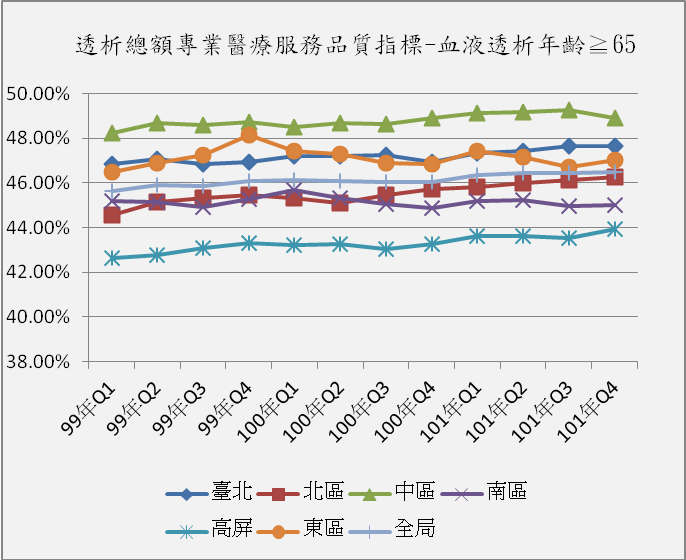 透析總額專業醫療服務品質指標-血液透析年齡≧65
50.00%
48.00%
46.00%
44.00%
42.00%
40.00%
38.00%
99年Q1
99年Q2
99年Q3
99年Q4
100年Q1
100年Q2
100年Q3
100年Q4
101年Q1
101年Q2
101年Q3
101年Q4
臺北 北區 中區 南區
高屏 東區 全局